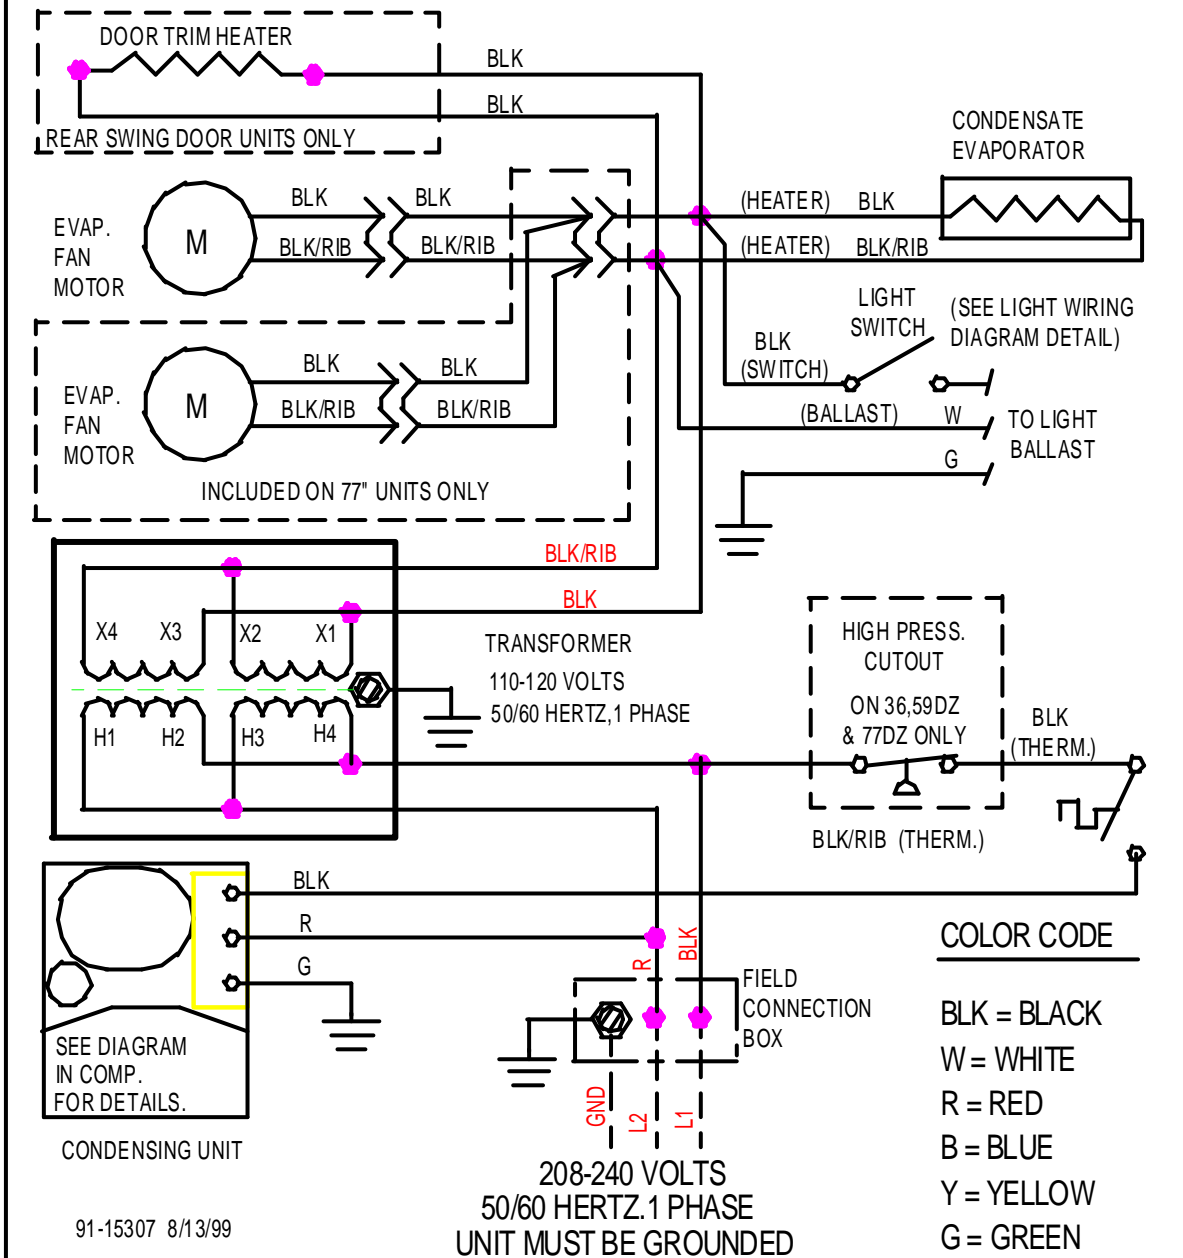 DOOR TRIM HEATER
BLK
BLK
REAR SWING DOOR UNITS ONLY
CONDENSATE
EVAPORATOR
EVAP.
FAN
MOTOR
M
BLK
BLK
BLK/RIB
BLK/RIB
(HEATER) BLK
(HEATER) BLK/RIB
LIGHT
SWITCH
(SEE LIGHT WIRING
DIAGRAM DETAIL)
BLK
(SWITCH)
EVAP.
FAN
MOTOR
M
BLK
BLK
BLK/RIB
BLK/RIB
(BALLAST) W
G
TO LIGHT
BALLAST
INCLUDED ON 77" UNITS ONLY
BLK/RIB
BLK
X4 X3 X2 X1
H1 H2 H3 H4
TRANSFORMER
110-120 VOLTS
50/60 HERTZ,1 PHASE
HIGH PRESS.
CUTOUT
ON 36,59DZ
& 77DZ ONLY
BLK
(THERM.)
BLK/RIB (THERM.)
BLK
R
G
SEE DIAGRAM
IN COMP.
FOR DETAILS.
CONDENSING UNIT
R
BLK
FIELD
CONNECTION
BOX
GND
L2
L1
208-240 VOLTS
50/60 HERTZ.1 PHASE
UNIT MUST BE GROUNDED
COLOR CODE
BLK = BLACK
W = WHITE
R = RED
B = BLUE
Y = YELLOW
G = GREEN
91-15307 8/13/99